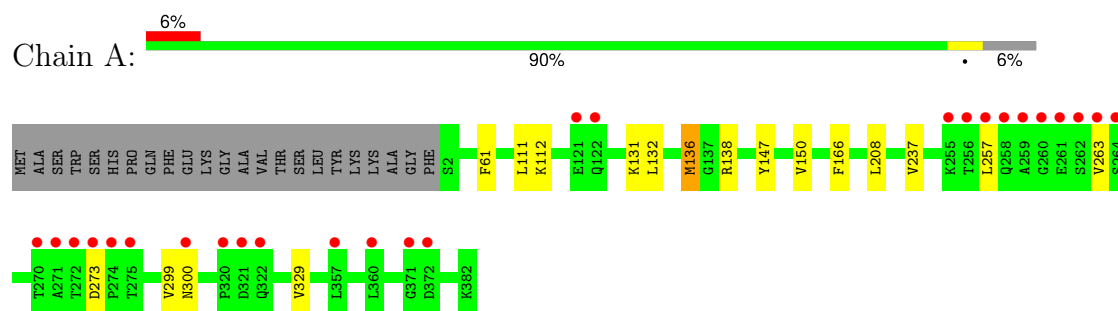 6%
Chain A:
90%
•
6%
MET ALA SER TRP SER HIS PRO GLN PHE GLU LYS GLY ALA VAL THR SER LEU TYR LYS LYS ALA GLY PHE S2 F61 L111 K112 E121 Q122 K131 L132 M136 G137 R138 Y147 V150 F166 L208 V237 K255 T256 L257 Q258 A259 G260 E261 S262 V263 S264
T270 A271 T272 D273 P274 T275 V299 N300 P320 D321 Q322 V329 L357 L360 G371 D372 K382